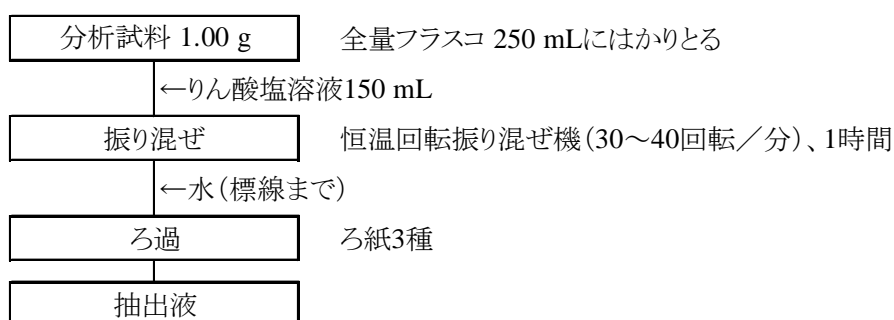 分析試料 1.00 g 全量フラスコ 250 mLにはかりとる
←りん酸塩溶液150 mL
振り混ぜ 恒温回転振り混ぜ機（30～40回転／分）、1時間
←水（標線まで）
ろ過 ろ紙3種
抽出液